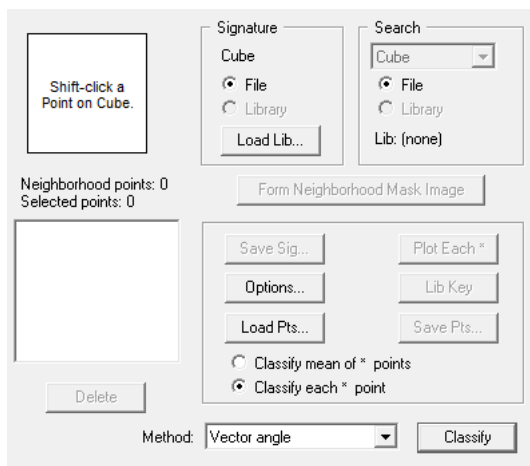 Shift-click a
Point on Cube.
Signature
Cube
File
Library
Load Lib...
Search
Cube
File
Library
Lib: (none)
Neighborhood points: 0
Selected points: 0
Form Neighborhood Mask Image
Save Sig...
Plot Each *
Options...
Lib Key
Load Pts...
Save Pts...
Classify mean of * points
Classify each * point
Delete
Method: Vector angle
Classify